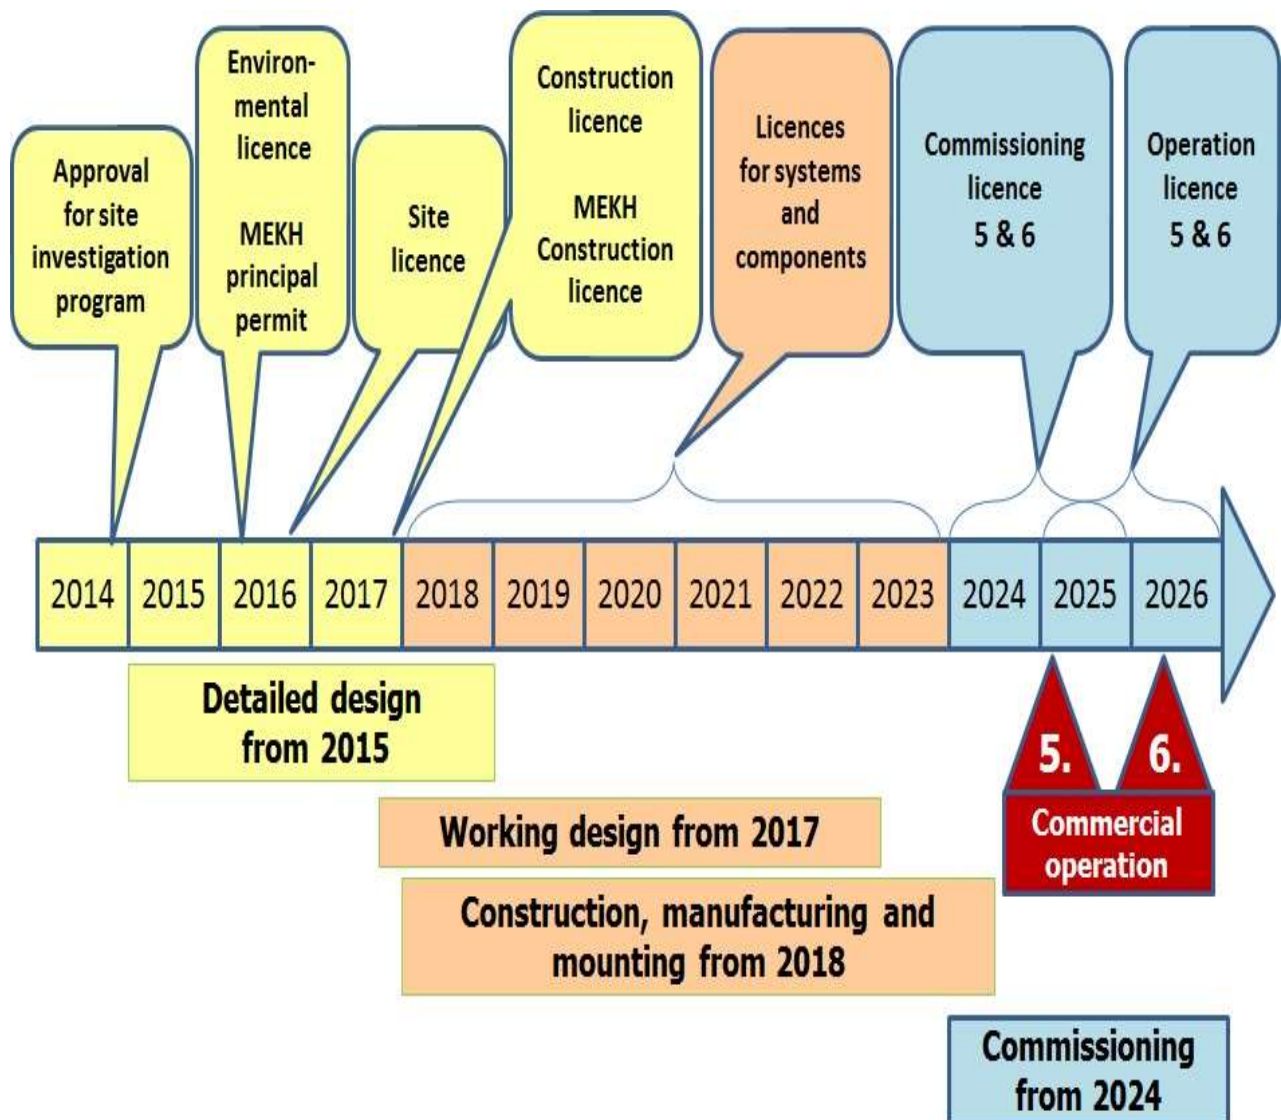 Approval
for site
investigation
program
Environ-
mental
licence
MEKH
principal
permit
Site
licence
Construction
licence
MEKH
Construction
licence
Licences
for systems
and
components
Commissioning
licence
5 & 6
Operation
licence
5 & 6
2014 2015 2016 2017 2018 2019 2020 2021 2022 2023 2024 2025 2026
Detailed design
from 2015
5. 6.
Commercial
operation
Working design from 2017
Construction, manufacturing and
mounting from 2018
Commissioning
from 2024